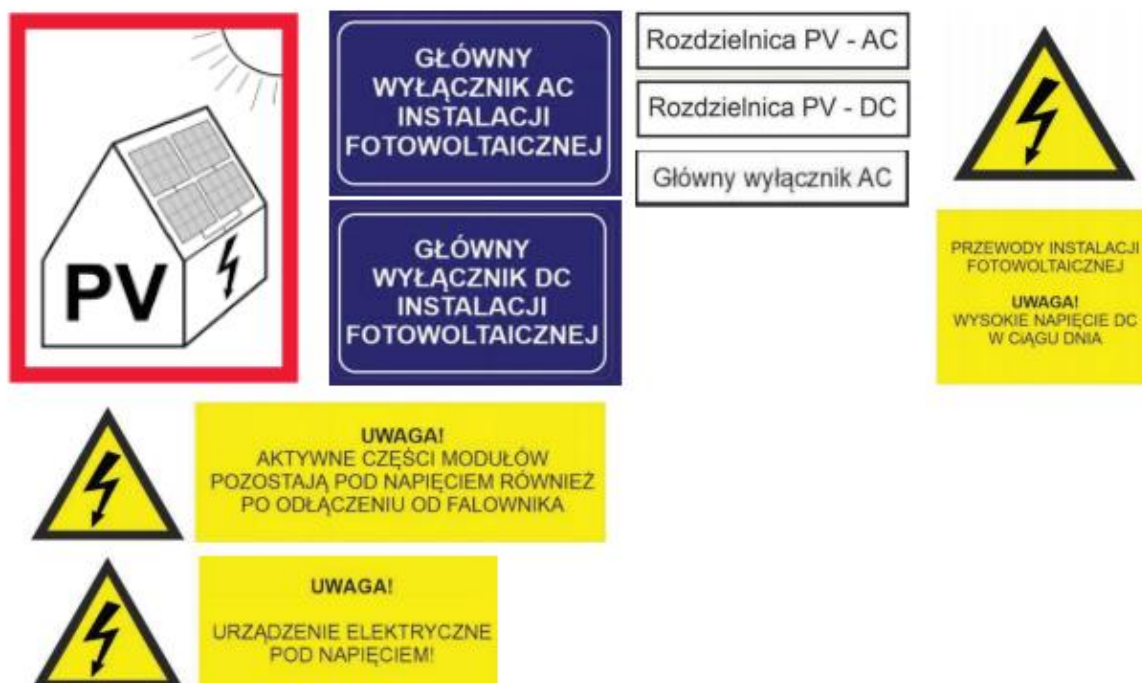 PV
GŁÓWNY
WYŁĄCZNIK AC
INSTALACJI
FOTOWOLTAICZNEJ
GŁÓWNY
WYŁĄCZNIK DC
INSTALACJI
FOTOWOLTAICZNEJ
Rozdzielnica PV - AC
Rozdzielnica PV - DC
Główny wyłącznik AC
PRZEWODY INSTALACJI
FOTOWOLTAICZNEJ
UWAGA!
WYSOKIE NAPIĘCIE DC
W CiĄGU DNIA
UWAGA!
AKTYWNE CZĘŚCI MODUŁÓW
POZOSTAJĄ POD NAPIĘCIEM RÓWNIEŻ
PO ODŁĄCZENIU OD FALOWNIKA
UWAGA!
URZĄDZENIE ELEKTRYCZNE
POD NAPIĘCIEM!